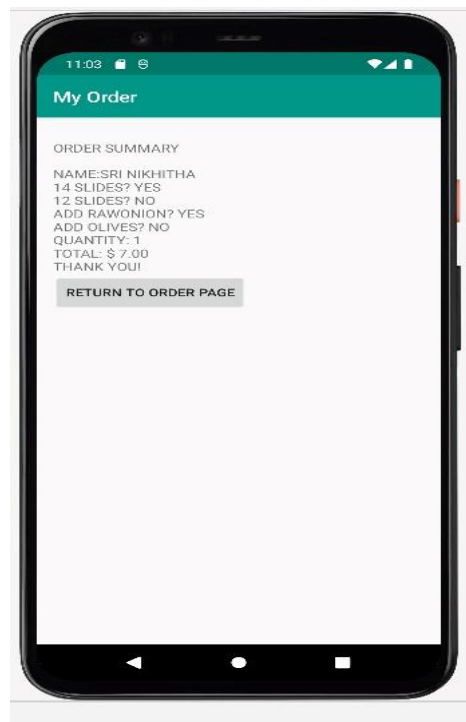 11:03
My Order
ORDER SUMMARY
NAME:SRI NIKHITHA
14 SLIDES? YES
12 SLIDES? NO
ADD RAWONION? YES
ADD OLIVES? NO
QUANTITY: 1
TOTAL: $ 7.00
THANK YOU!
RETURN TO ORDER PAGE